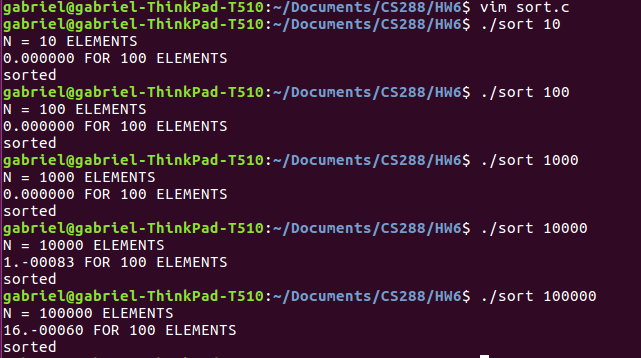 gabriel@gabriel-ThinkPad-T510:~/Documents/CS288/HW6$ vim sort.c
gabriel@gabriel-ThinkPad-T510:~/Documents/CS288/HW6$ ./sort 10
N = 10 ELEMENTS
0.000000 FOR 100 ELEMENTS
sorted
gabriel@gabriel-ThinkPad-T510:~/Documents/CS288/HW6$ ./sort 100
N = 100 ELEMENTS
0.000000 FOR 100 ELEMENTS
sorted
gabriel@gabriel-ThinkPad-T510:~/Documents/CS288/HW6$ ./sort 1000
N = 1000 ELEMENTS
0.000000 FOR 100 ELEMENTS
sorted
gabriel@gabriel-ThinkPad-T510:~/Documents/CS288/HW6$ ./sort 10000
N = 10000 ELEMENTS
1.-00083 FOR 100 ELEMENTS
sorted
gabriel@gabriel-ThinkPad-T510:~/Documents/CS288/HW6$ ./sort 100000
N = 100000 ELEMENTS
16.-00060 FOR 100 ELEMENTS
sorted